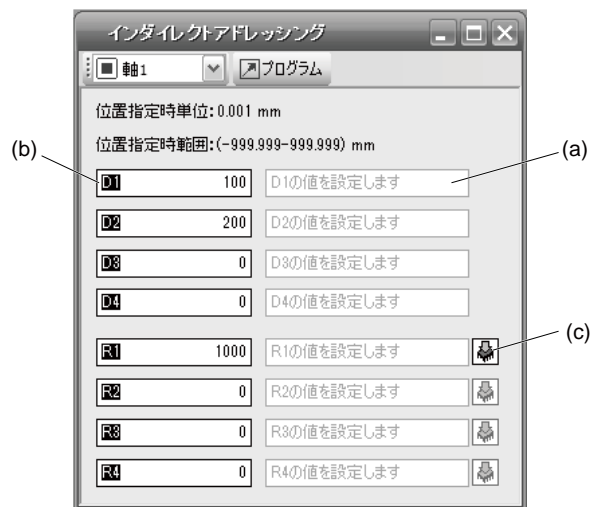 インダイレクトアドレッシング
軸1 プログラム
位置指定時単位:0.001 mm
位置指定時範囲:(-999.999-999.999) mm
(b)
(a)
D1 100 D1の値を設定します
D2 200 D2の値を設定します
D3 0 D3の値を設定します
D4 0 D4の値を設定します
(c)
R1 1000 R1の値を設定します
R2 0 R2の値を設定します
R3 0 R3の値を設定します
R4 0 R4の値を設定します